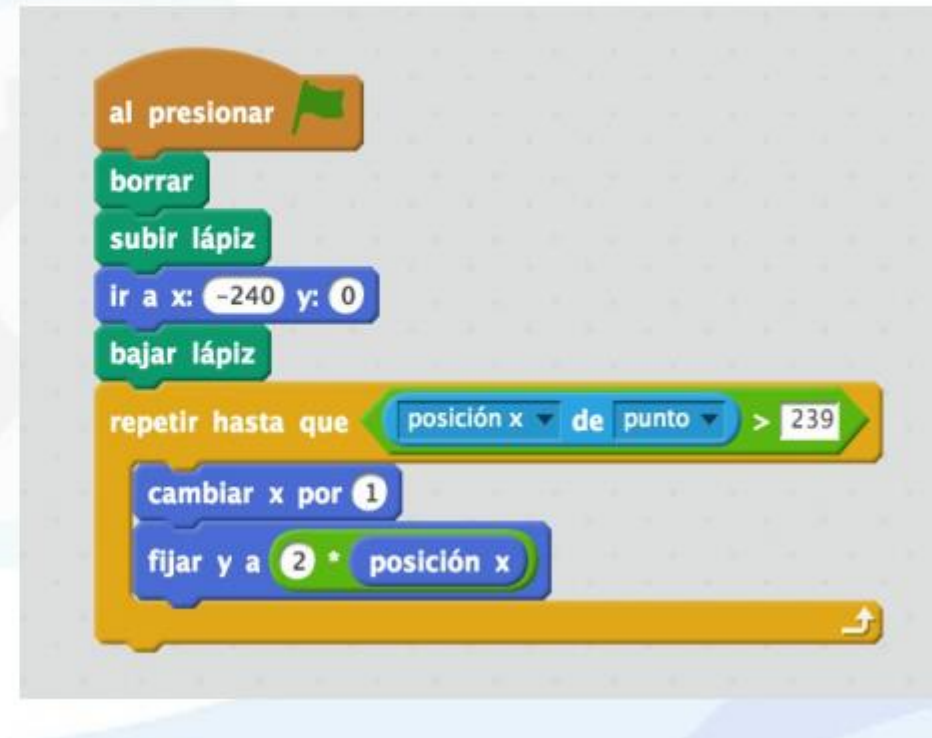 al presionar
borrar
subir lápiz
ir a x: -240 y: 0
bajar lápiz
repetir hasta que posición x de punto > 239
cambiar x por 1
fijar y a 2 * posición x